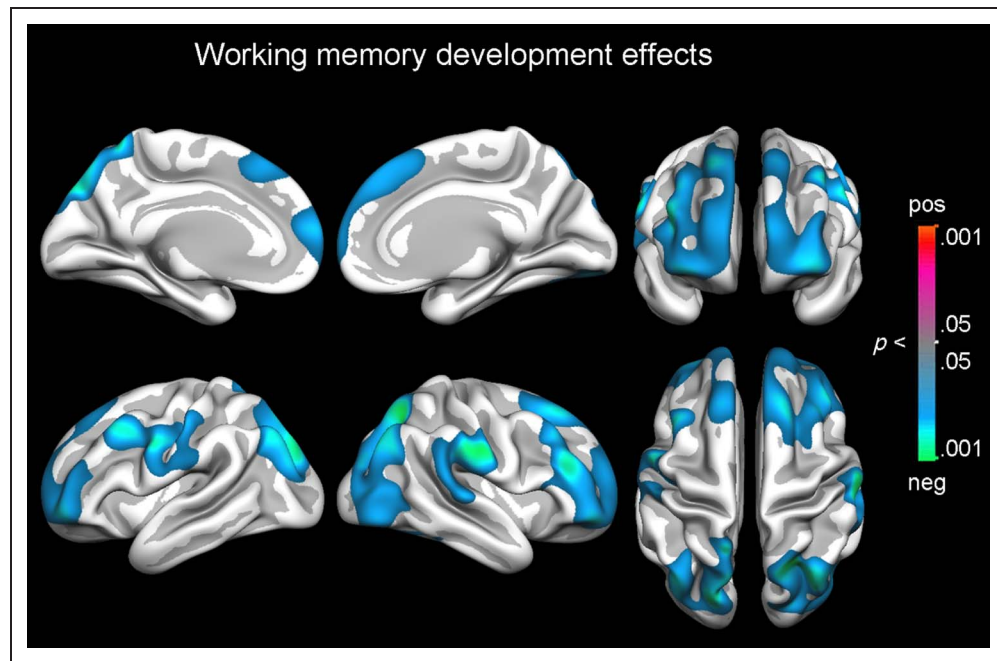 Working memory development effects
pos
.001
.05
p <
.05
.001
neg